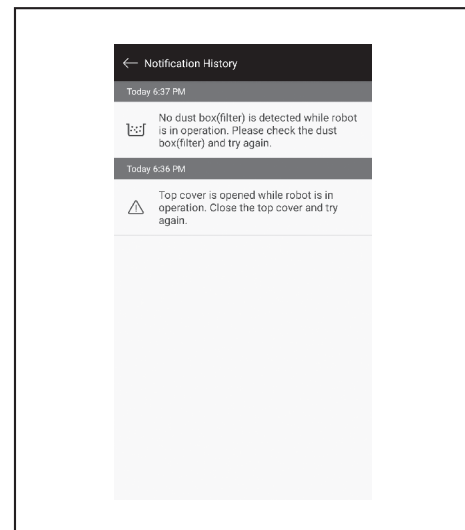 Notification History
Today 6:37 PM
No dust box(filter) is detected while robot
is in operation. Please check the dust
box(filter) and try again.
Today 6:36 PM
Top cover is opened while robot is in
operation. Close the top cover and try
again.